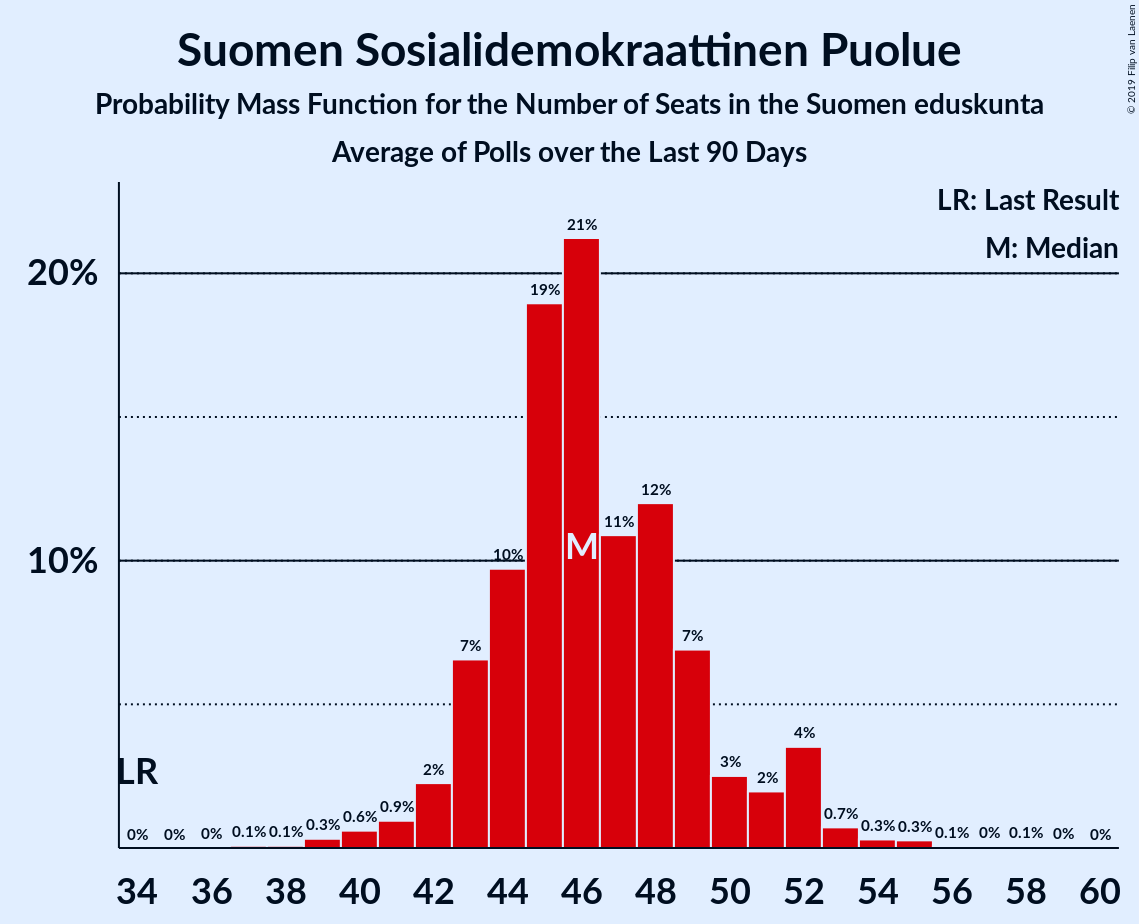 Suomen Sosialidemokraattinen Puolue
Probability Mass Function for the Number of Seats in the Suomen eduskunta
Average of Polls over the Last 90 Days
© 2019 Filip van Laenen
LR: Last Result
M: Median
20%
10%
LR
M
0% 0% 0% 0.1% 0.1% 0.3% 0.6% 0.9% 2% 7% 10% 19% 21% 11% 12% 7% 3% 2% 4% 0.7% 0.3% 0.3% 0.1% 0% 0.1% 0% 0%
34 36 38 40 42 44 46 48 50 52 54 56 58 60